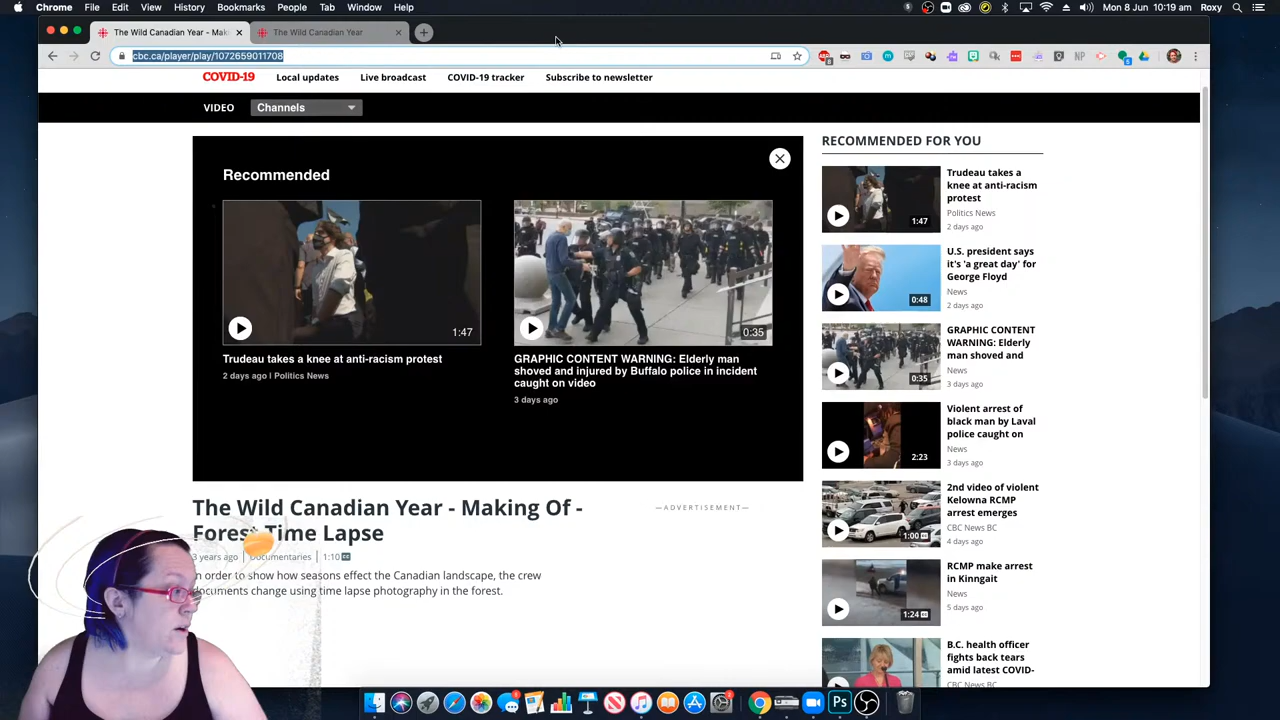 Chrome File Edit View History Bookmarks People Tab Window Help Mon 8 Jun 10:19 am Roxy
The Wild Canadian Year - Mak The Wild Canadian Year
cbc.ca/player/play/1072659011708
COVID-19 Local updates Live broadcast COVID-19 tracker Subscribe to newsletter
VIDEO Channels
Recommended
1:47
Trudeau takes a knee at anti-racism protest
2 days ago | Politics News
0:35
GRAPHIC CONTENT WARNING: Elderly
man shoved and injured by Buffalo police in incident
caught on video
3 days ago
The Wild Canadian Year - Making Of -
Forest Time Lapse
3 years ago | Documentaries | 1:10 CC
In order to show how seasons effect the Canadian landscape, the crew
documents change using time lapse photography in the forest.
—ADVERTISEMENT—
RECOMMENDED FOR YOU
1:47
Trudeau takes a
knee at anti-racism
protest
Politics News
2 days ago
0:48
U.S. president says
it's 'a great day' for
George Floyd
News
2 days ago
0:35
GRAPHIC CONTENT
WARNING: Elderly
man shoved and
News
3 days ago
2:23
Violent arrest of
black man by Laval
police caught on
News
3 days ago
1:00
2nd video of violent
Kelowna RCMP
arrest emerges
CBC News BC
4 days ago
1:24
RCMP make arrest
in Kinngait
News
5 days ago
B.C. health officer
fights back tears
amid latest COVID-
CBC News BC
Ps